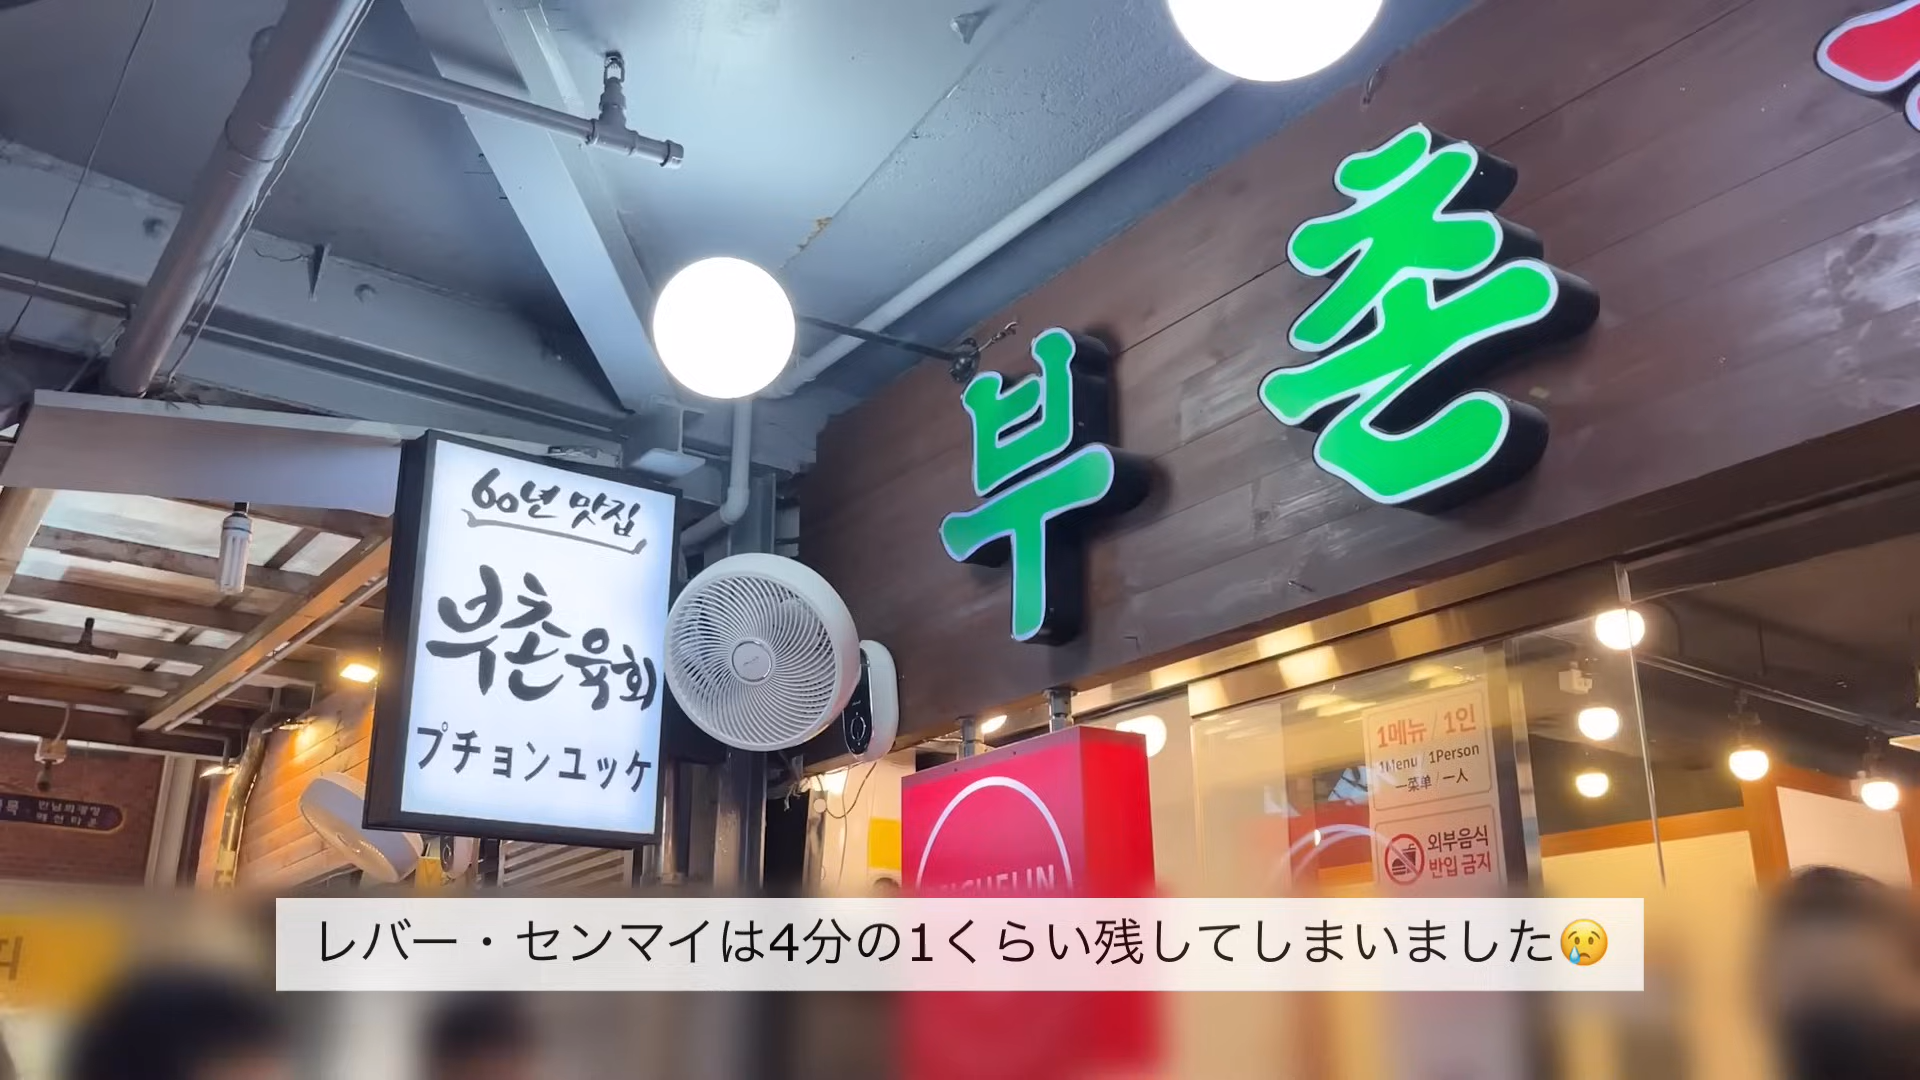 60년 맛집
부촌육회
プチョンユッケ
부촌
MICHELIN
1메뉴 / 1인
1Menu / 1Person
一菜单 / 一人
외부음식
반입 금지
レバー・センマイは4分の1くらい残してしまいました😢